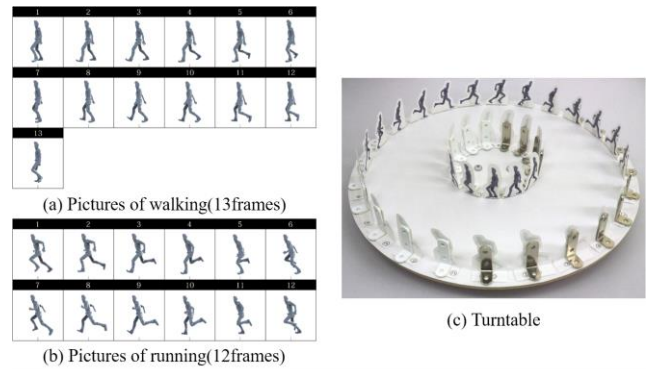 1 2 3 4 5 6
7 8 9 10 11 12
13
(a) Pictures of walking(13frames)
1 2 3 4 5 6
7 8 9 10 11 12
(b) Pictures of running(12frames)
(c) Turntable